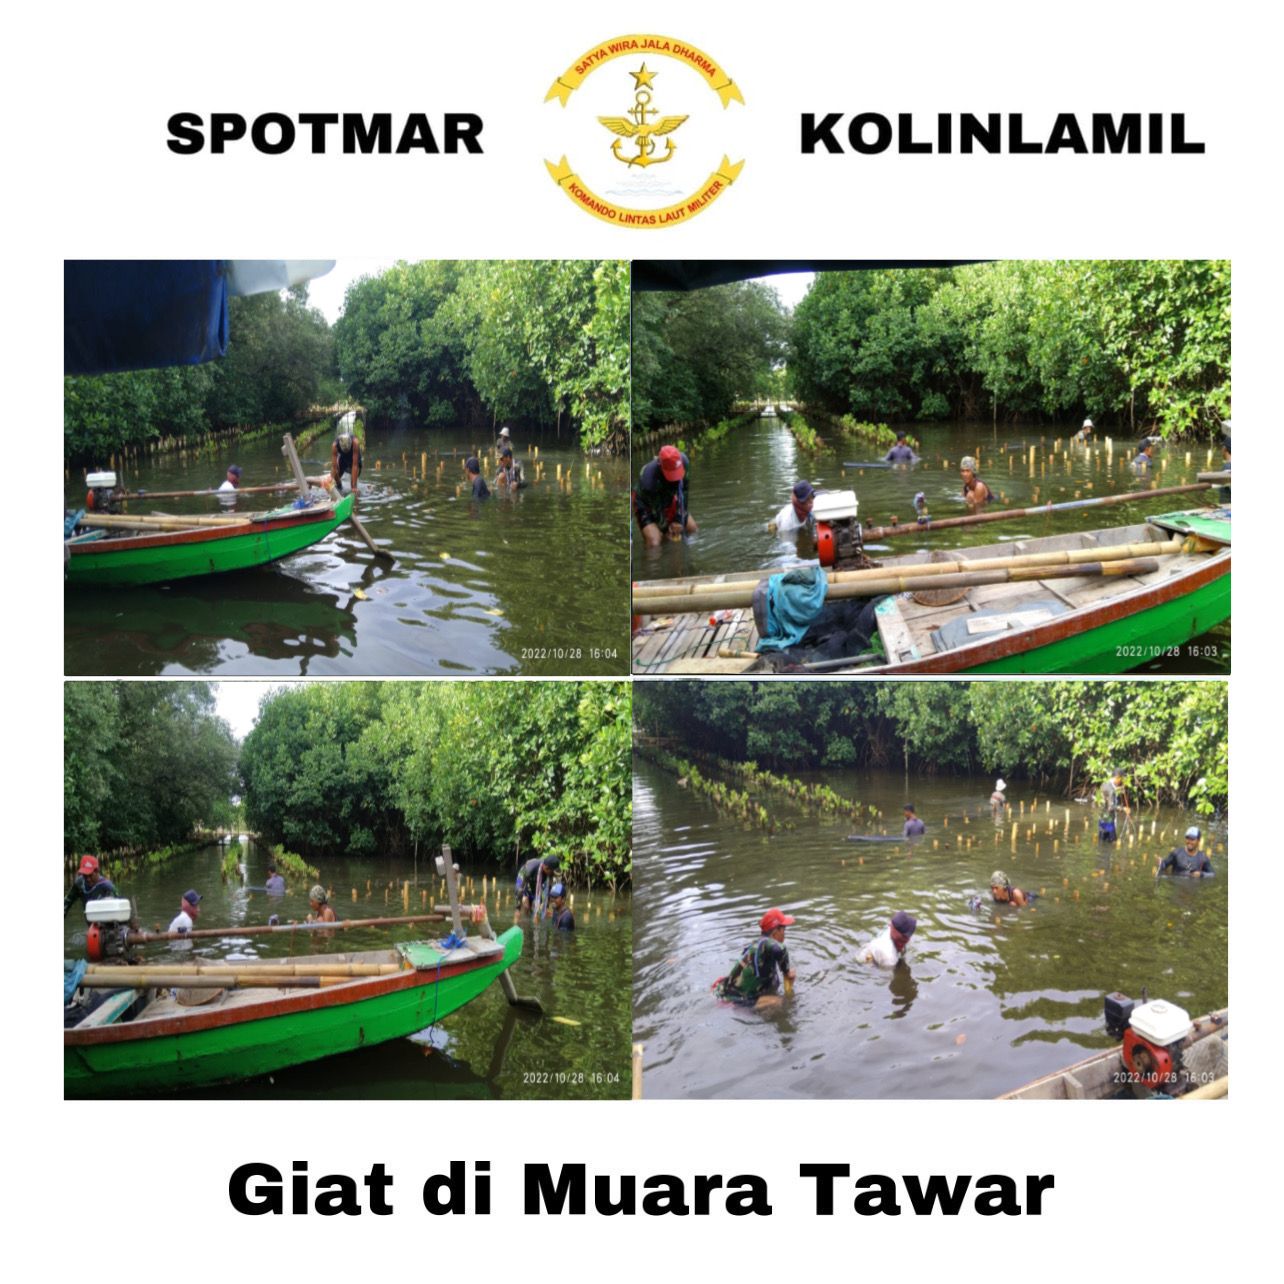 SATYA WIRA JALA DHARMA
SPOTMAR
KOLINLAMIL
KOMANDO LINTAS LAUT MILITER
2022/10/28 16:04
2022/10/28 16:03
2022/10/28 16:04
2022/10/28 16:03
Giat di Muara Tawar